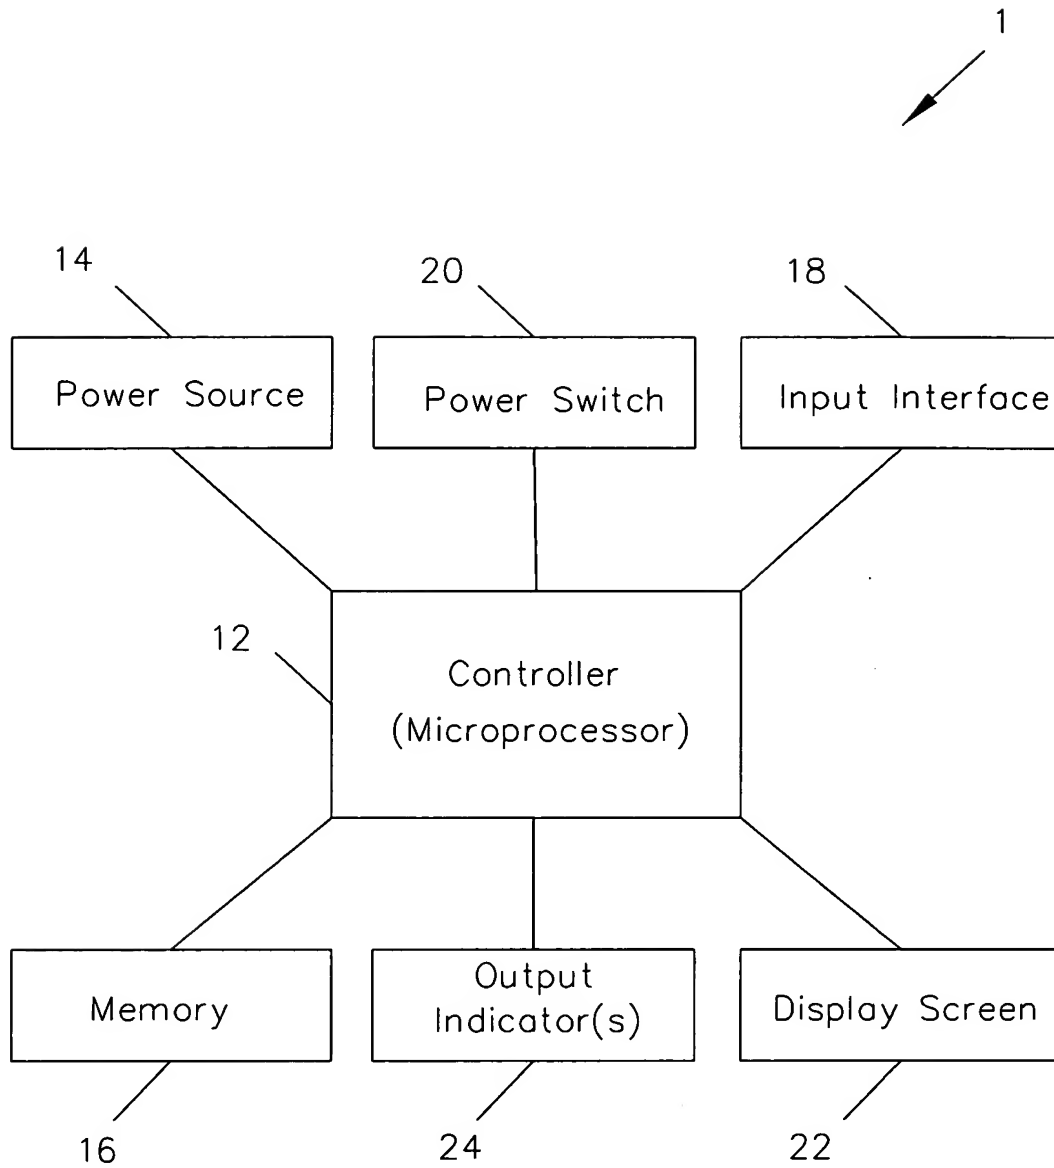 1
14
20
18
Power Source
Power Switch
Input Interface
12
Controller
(Microprocessor)
Memory
Output
Indicator(s)
Display Screen
16
24
22